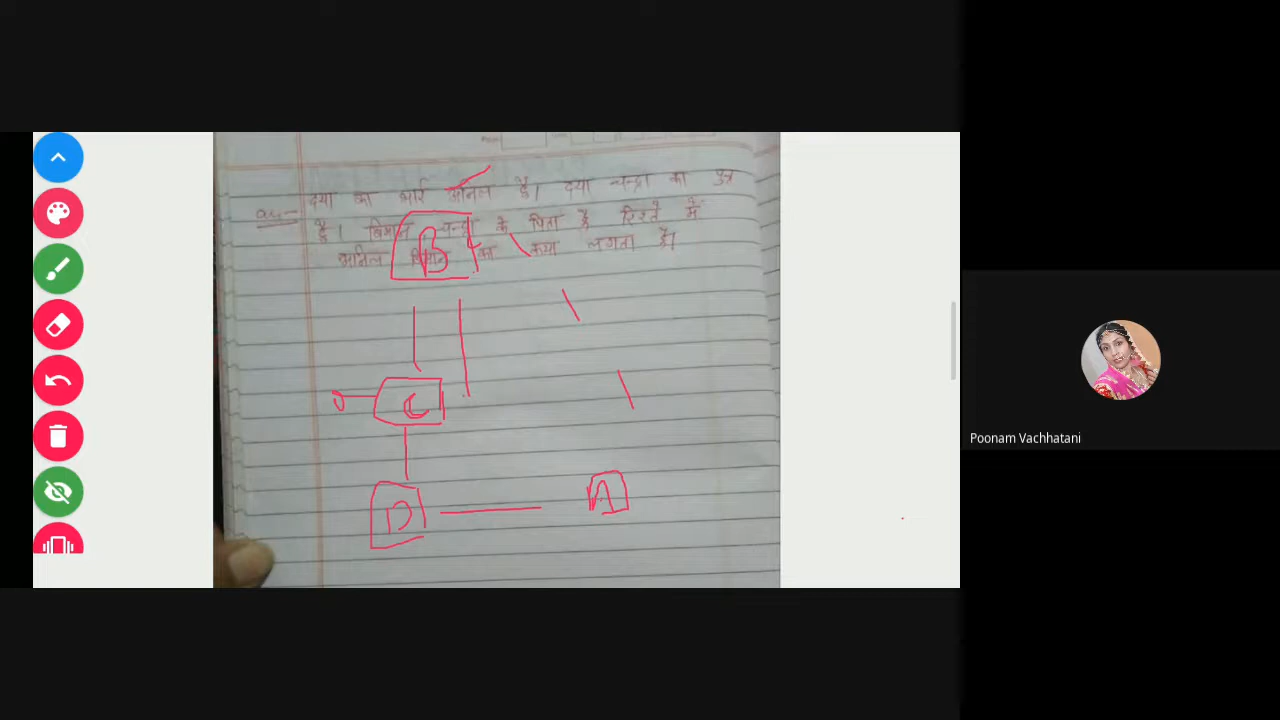 दया का भाई अनिल है। दया चन्द्रा का पुत्र
है। बिमान चन्द्रा के पिता है रिश्ते में
अनिल बिमान का क्या लगता है।
B
C
D A
Poonam Vachhatani